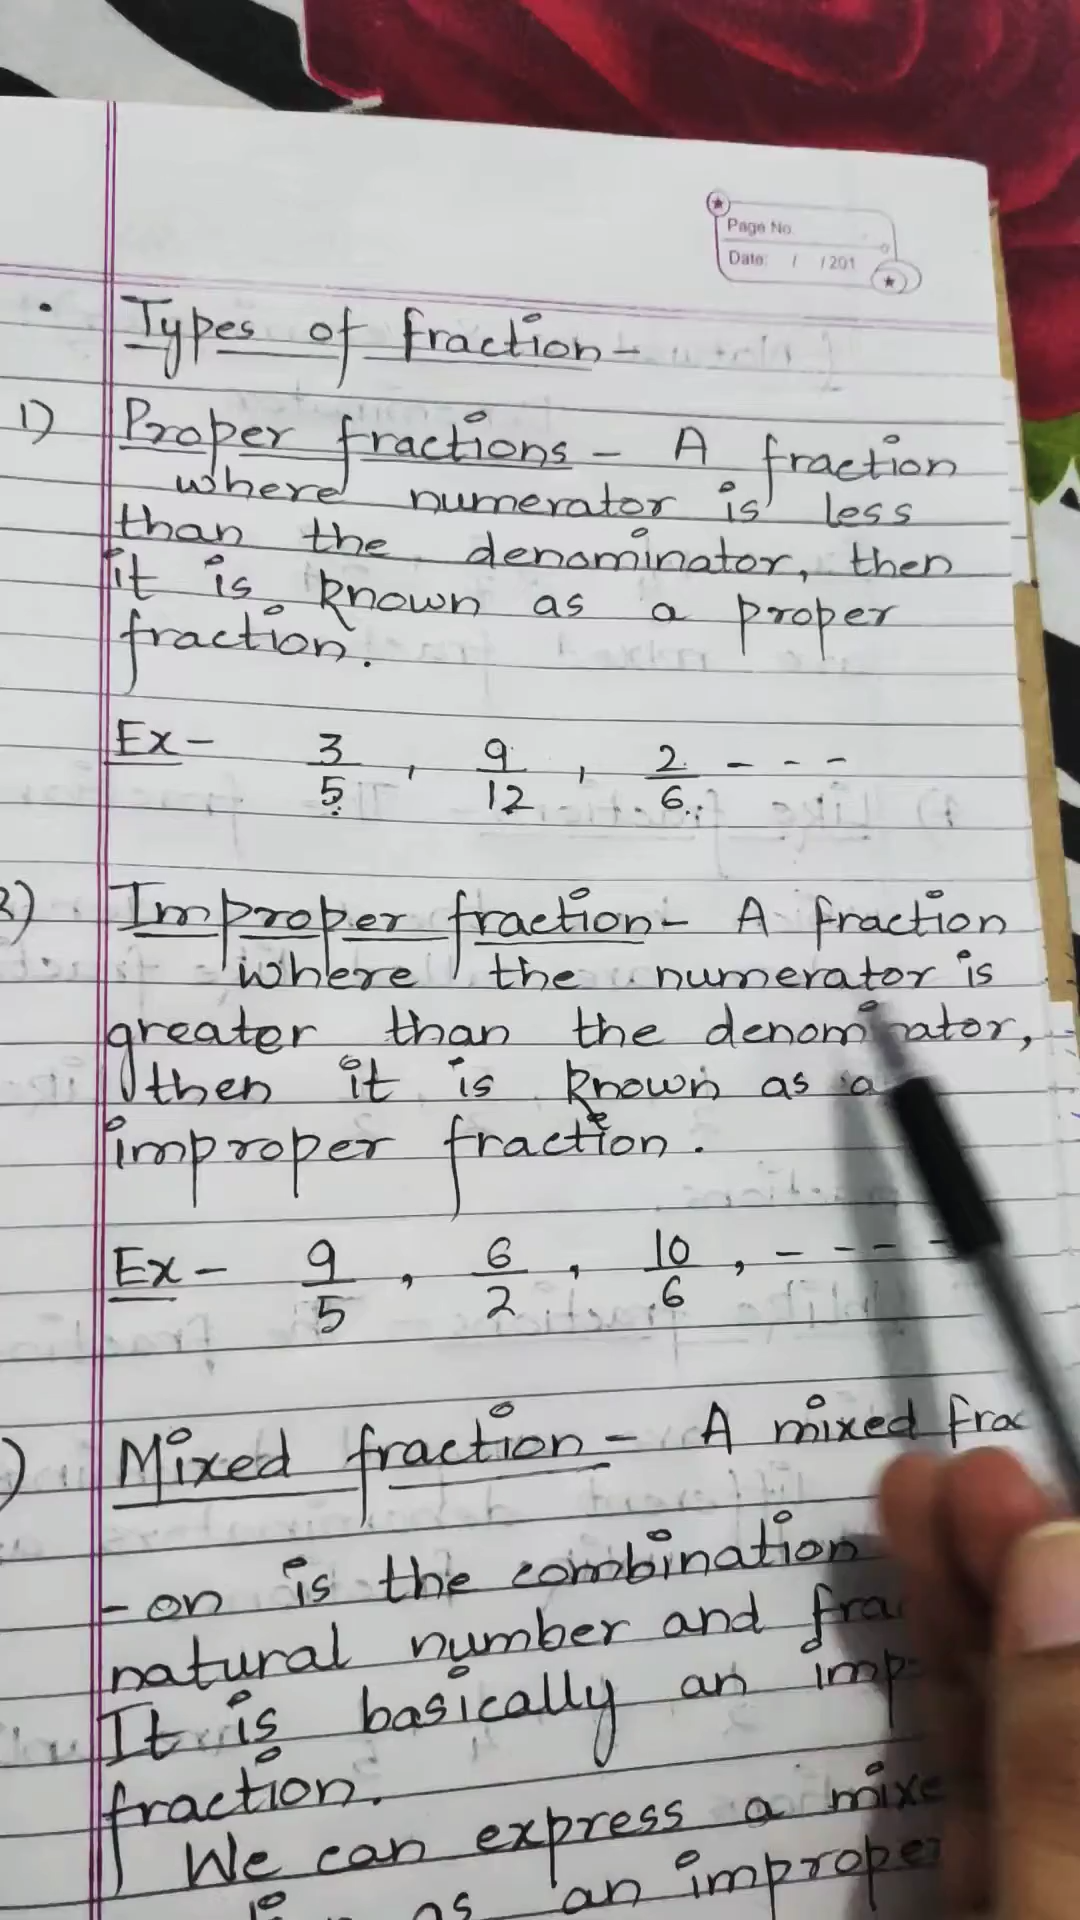 Page No.
Date: / /201
• Types of fraction-
1) Proper fractions - A fraction
where numerator is less
than the denominator, then
it is known as a proper
fraction.
Ex- 3/5, 9/12, 2/6 - - -
2) Improper fraction- A fraction
where the numerator is
greater than the denominator,
then it is known as a
improper fraction.
Ex- 9/5, 6/2, 10/6, - - - -
) Mixed fraction- A mixed frac
-on is the combination
natural number and fra
It is basically an imp
fraction.
We can express a mixe
as an improper